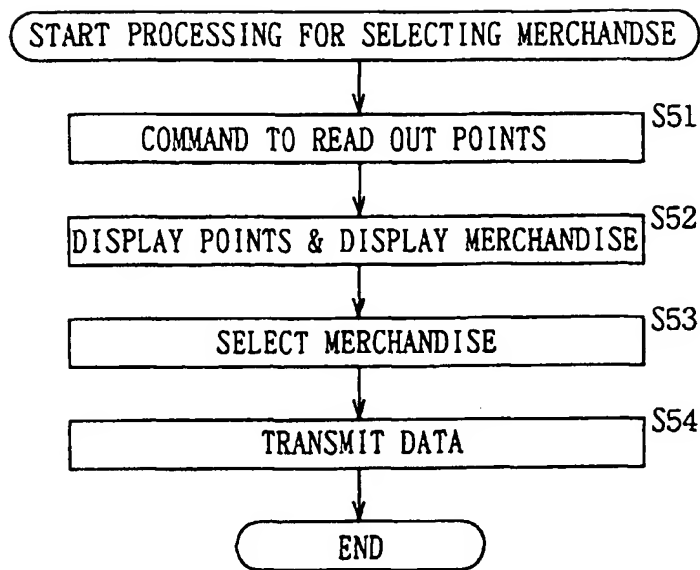 START PROCESSING FOR SELECTING MERCHANDSE
S51
COMMAND TO READ OUT POINTS
S52
DISPLAY POINTS & DISPLAY MERCHANDISE
S53
SELECT MERCHANDISE
S54
TRANSMIT DATA
END